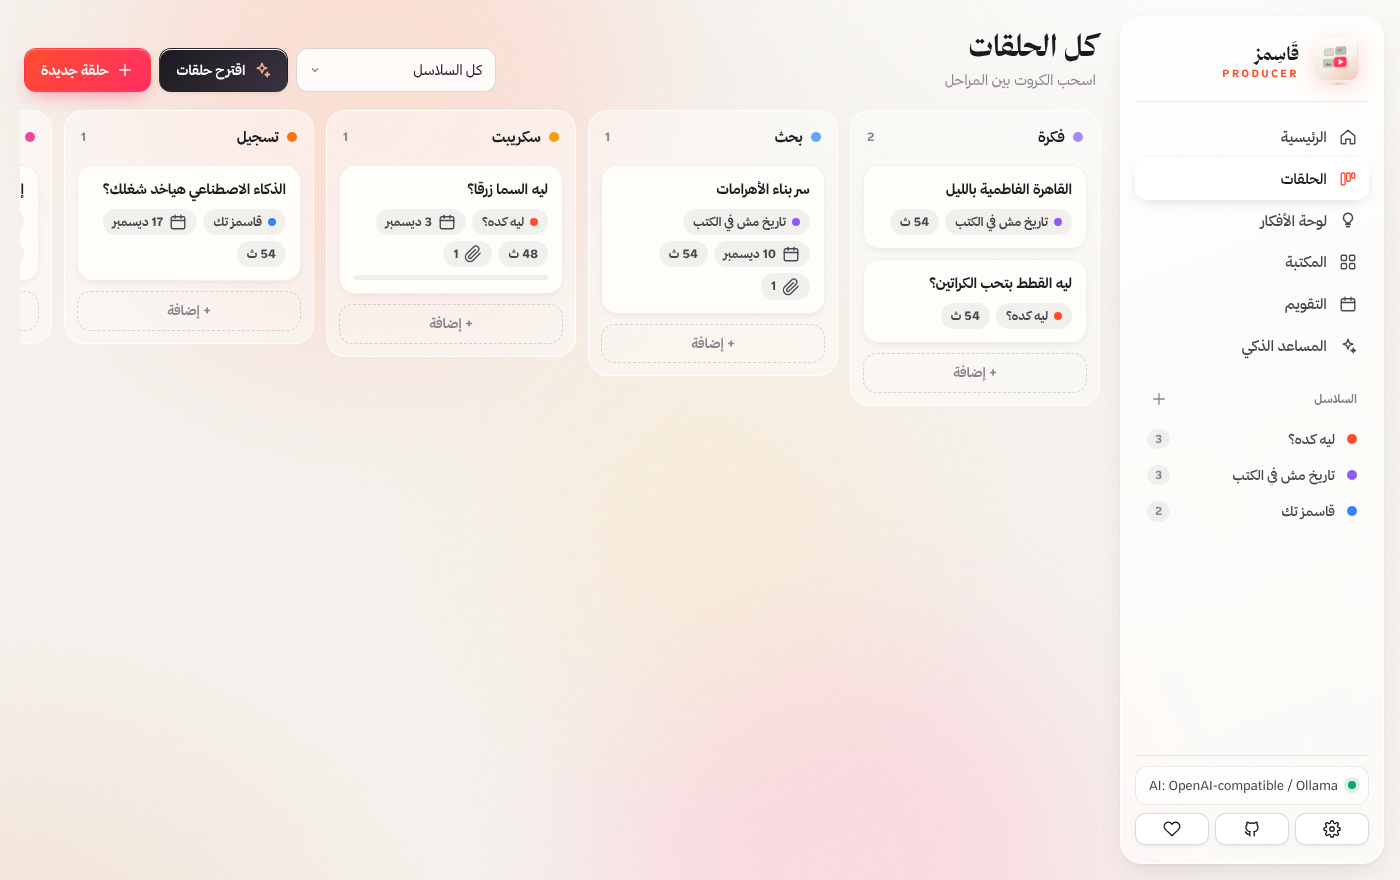 قَاسِمز
PRODUCER
الرئيسية
الحلقات
لوحة الأفكار
المكتبة
التقويم
المساعد الذكي
السلاسل
ليه كده؟ 3
تاريخ مش في الكتب 3
قاسمز تك 2
AI: OpenAI-compatible / Ollama
كل الحلقات
اسحب الكروت بين المراحل
كل السلاسل
اقترح حلقات
حلقة جديدة
فكرة 2
القاهرة الفاطمية بالليل
تاريخ مش في الكتب 54 ث
ليه القطط بتحب الكراتين؟
ليه كده؟ 54 ث
+ إضافة
بحث 1
سر بناء الأهرامات
تاريخ مش في الكتب
10 ديسمبر 54 ث
1
+ إضافة
سكريبت 1
ليه السما زرقا؟
ليه كده؟ 3 ديسمبر
48 ث 1
+ إضافة
تسجيل 1
الذكاء الاصطناعي هياخد شغلك؟
قاسمز تك 17 ديسمبر
54 ث
+ إضافة